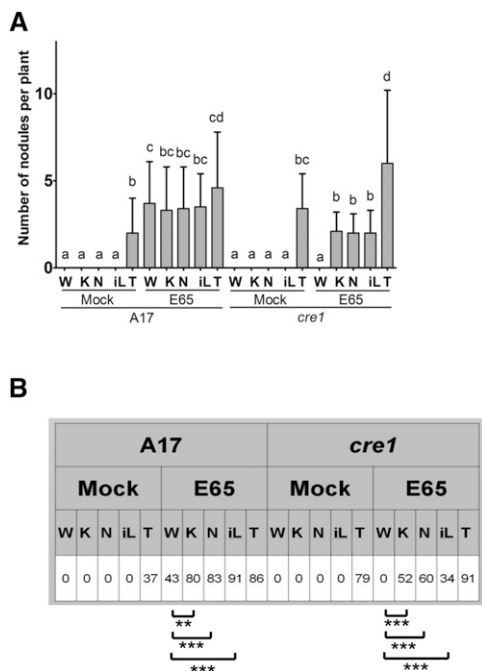 A
Number of nodules per plant
10
5
0
a a a a b c bc bc bc cd a a a a bc a b b b d
W K N iL T W K N iL T W K N iL T W K N iL T
Mock E65 Mock E65
A17 cre1
B
A17 cre1
Mock E65 Mock E65
W K N iL T W K N iL T W K N iL T W K N iL T
0 0 0 0 37 43 80 83 91 86 0 0 0 0 79 0 52 60 34 91
** ***
*** ***
*** ***